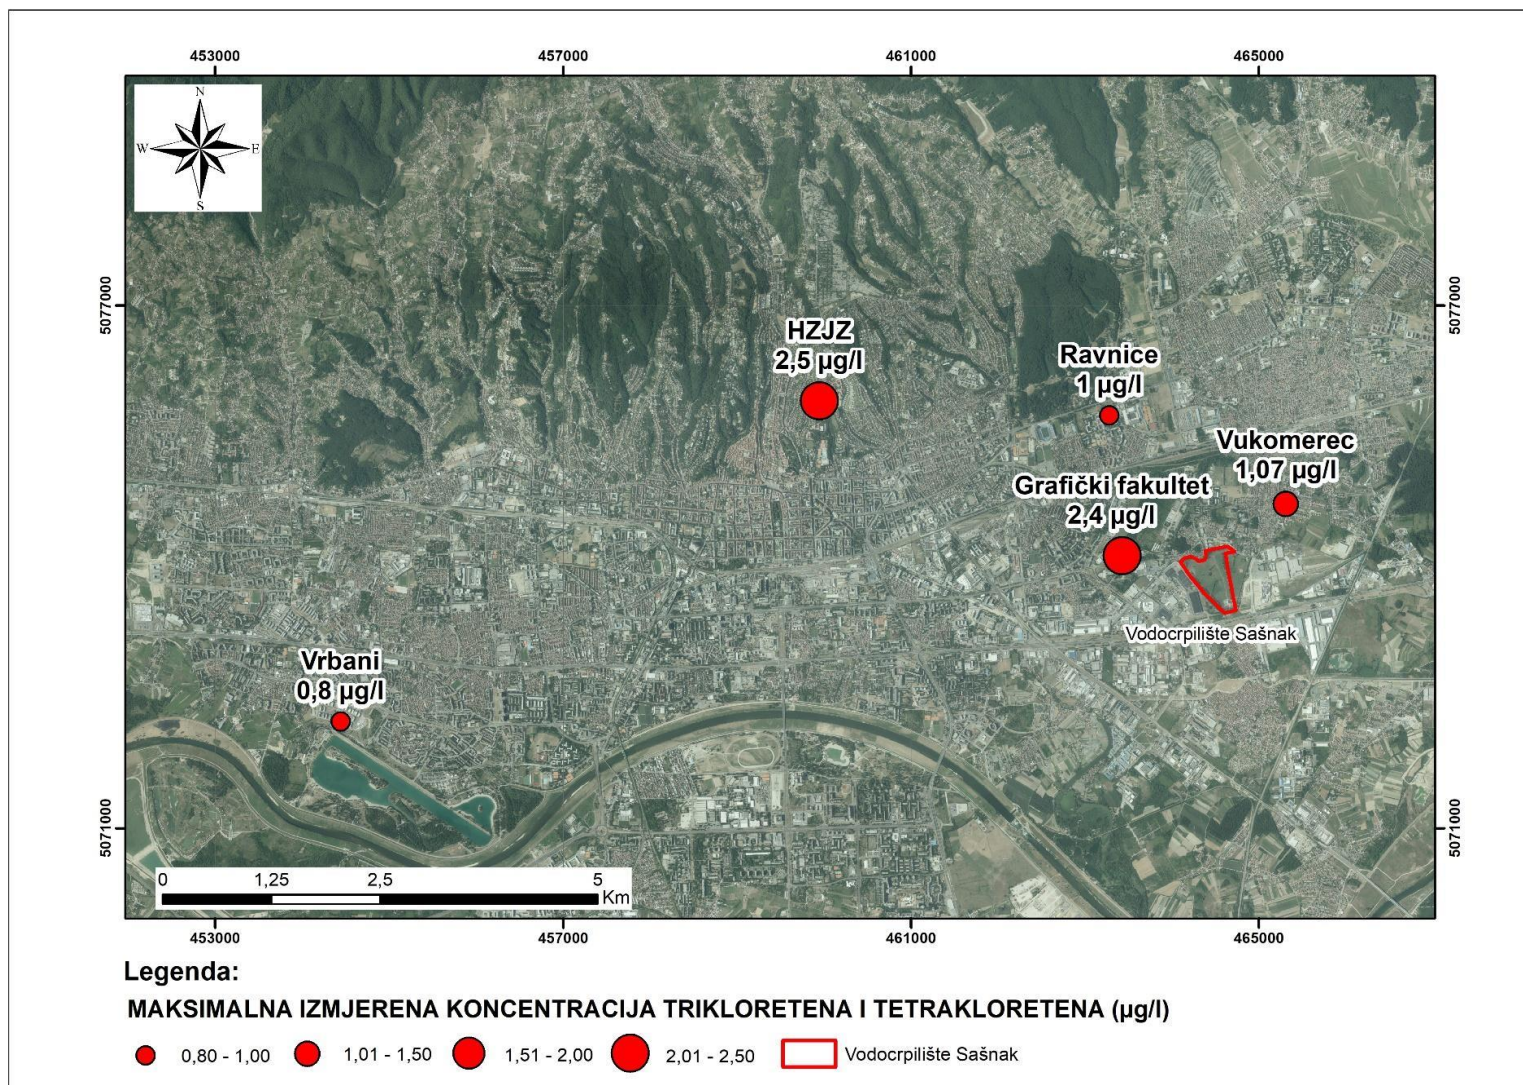 453000
457000
461000
465000
N
W
E
S
5077000
5077000
HZJZ
2,5 µg/l
Ravnice
1 µg/l
Vukomerec
1,07 µg/l
Grafički fakultet
2,4 µg/l
Vodocrpilište Sašnak
Vrbani
0,8 µg/l
5071000
5071000
0 1,25 2,5 5
Km
453000
457000
461000
465000
Legenda:
MAKSIMALNA IZMJERENA KONCENTRACIJA TRIKLORETENA I TETRAKLORETENA (µg/l)
0,80 - 1,00 1,01 - 1,50 1,51 - 2,00 2,01 - 2,50 Vodocrpilište Sašnak